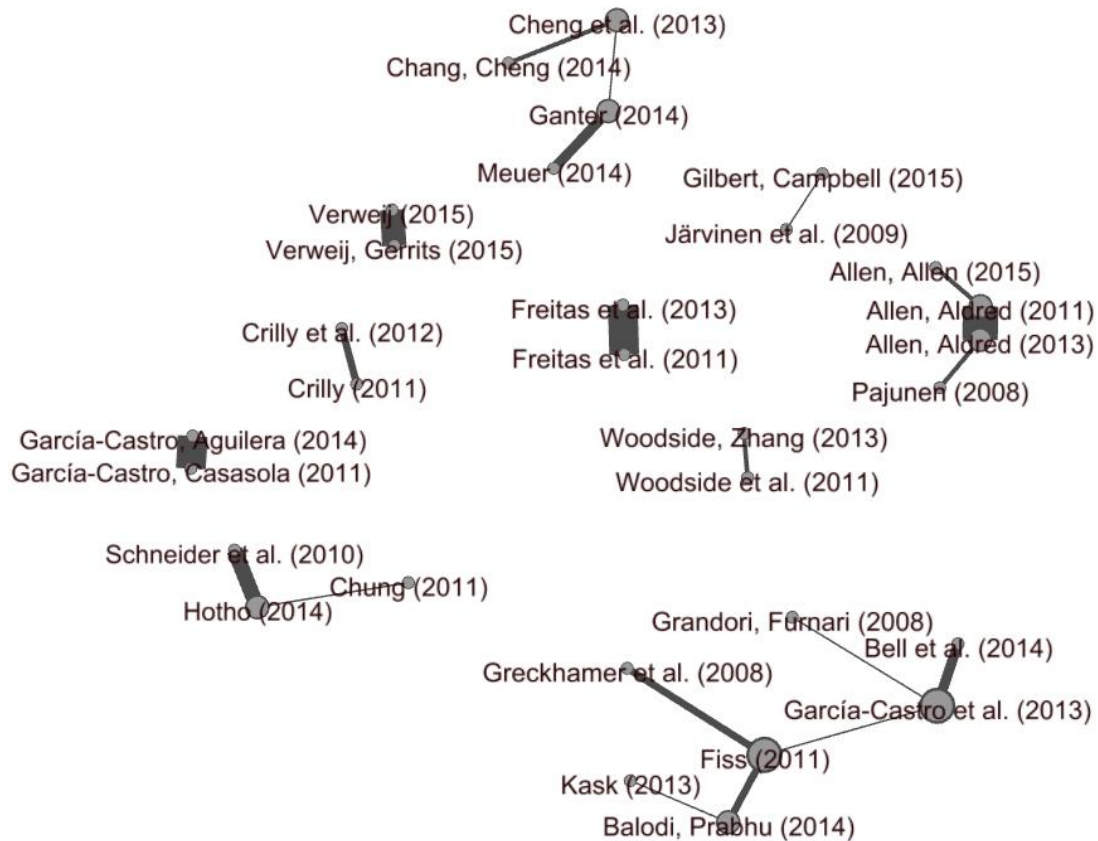 Cheng et al. (2013)
Chang, Cheng (2014)
Ganter (2014)
Meuer (2014)
Gilbert, Campbell (2015)
Verweij (2015)
Järvinen et al. (2009)
Verweij, Gerrits (2015)
Allen, Allen (2015)
Freitas et al. (2013)
Allen, Aldred (2011)
Crilly et al. (2012)
Allen, Aldred (2013)
Freitas et al. (2011)
Crilly (2011)
Pajunen (2008)
García-Castro, Aguilera (2014)
Woodside, Zhang (2013)
García-Castro, Casasola (2011)
Woodside et al. (2011)
Schneider et al. (2010)
Chung (2011)
Hotho (2014)
Grandori, Furnari (2008)
Bell et al. (2014)
Greckhamer et al. (2008)
García-Castro et al. (2013)
Fiss (2011)
Kask (2013)
Balodi, Prabhu (2014)